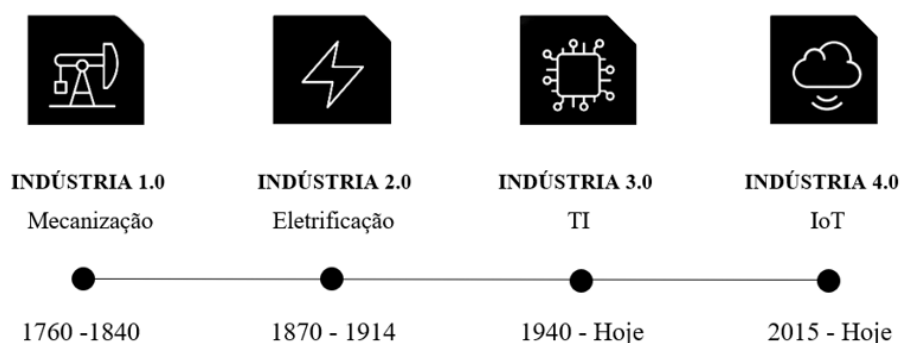 INDÚSTRIA 1.0
Mecanização
1760 -1840
INDÚSTRIA 2.0
Eletrificação
1870 - 1914
INDÚSTRIA 3.0
TI
1940 - Hoje
INDÚSTRIA 4.0
IoT
2015 - Hoje